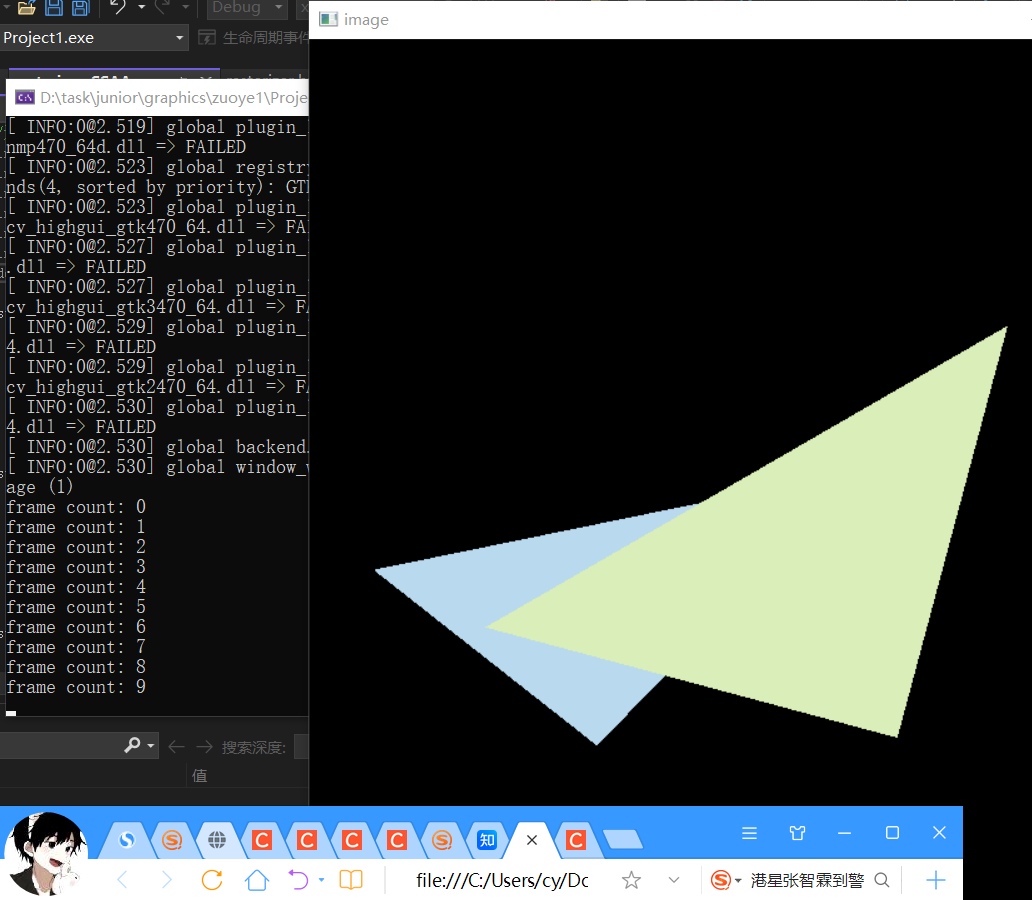 Debug
Project1.exe
生命周期事件
image
D:\task\junior\graphics\zuoye1\Proje
[ INFO:0@2.519] global plugin_
nmp470_64d.dll => FAILED
[ INFO:0@2.523] global registry
nds(4, sorted by priority): GT
[ INFO:0@2.523] global plugin_
cv_highgui_gtk470_64.dll => FA
[ INFO:0@2.527] global plugin_
.dll => FAILED
[ INFO:0@2.527] global plugin_
cv_highgui_gtk3470_64.dll => FA
[ INFO:0@2.529] global plugin_
4.dll => FAILED
[ INFO:0@2.529] global plugin_
cv_highgui_gtk2470_64.dll => FA
[ INFO:0@2.530] global plugin_
4.dll => FAILED
[ INFO:0@2.530] global backend.
[ INFO:0@2.530] global window_w
age (1)
frame count: 0
frame count: 1
frame count: 2
frame count: 3
frame count: 4
frame count: 5
frame count: 6
frame count: 7
frame count: 8
frame count: 9
搜索深度:
值
知
file:///C:/Users/cy/Dc
港星张智霖到警